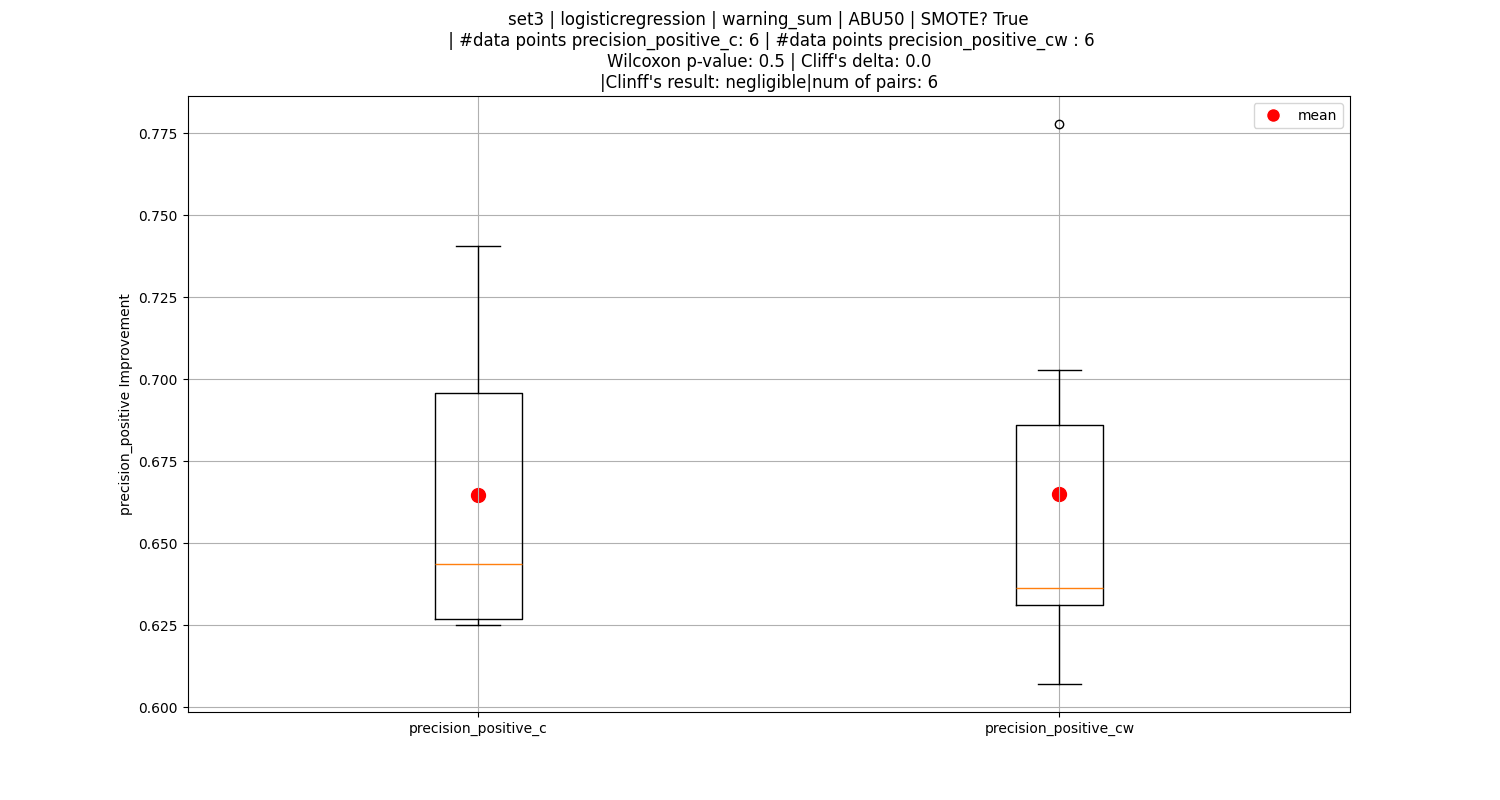 set3 | logisticregression | warning_sum | ABU50 | SMOTE? True
| #data points precision_positive_c: 6 | #data points precision_positive_cw : 6
Wilcoxon p-value: 0.5 | Cliff's delta: 0.0
|Clinff's result: negligible|num of pairs: 6
mean
0.775
0.750
0.725
0.700
0.675
0.650
0.625
0.600
precision_positive Improvement
precision_positive_c
precision_positive_cw